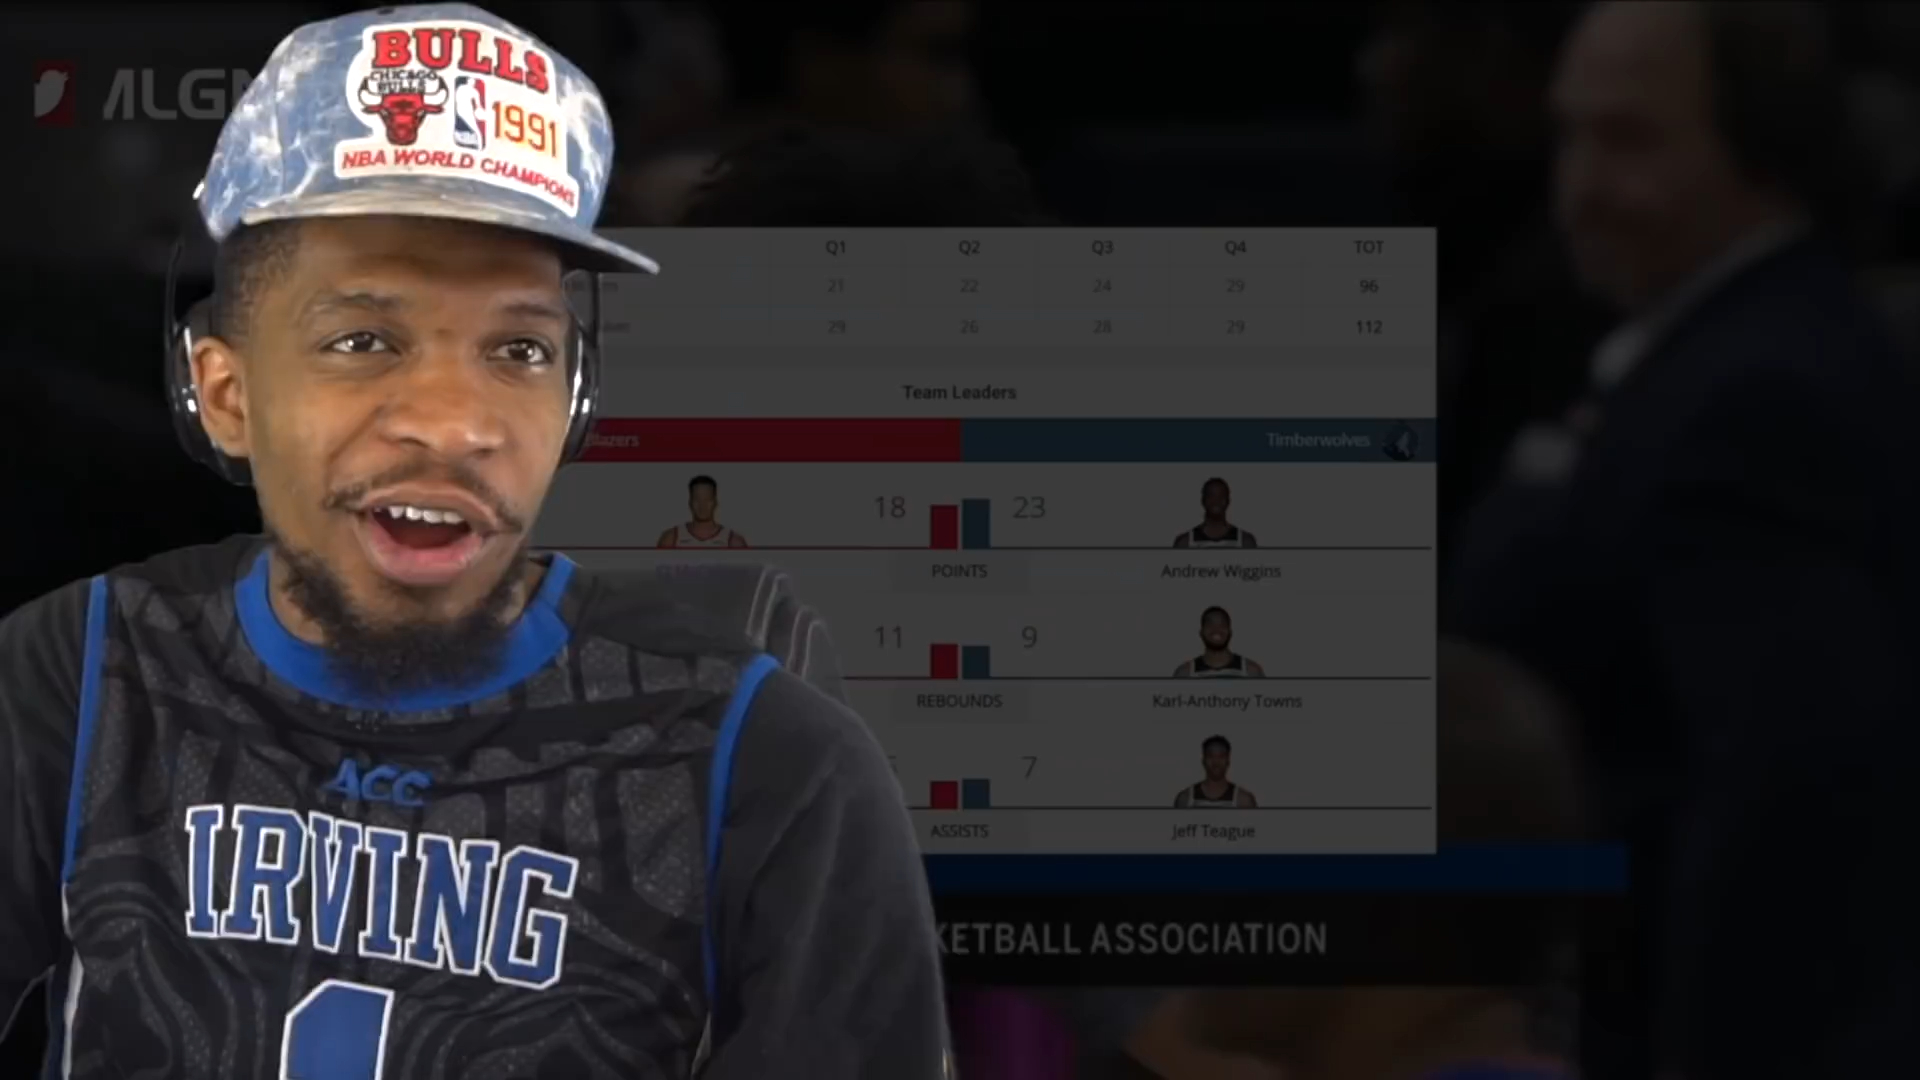 BULLS
CHICAGO
BULLS
1991
NBA WORLD CHAMPIONS
ALGN
Q1 Q2 Q3 Q4 TOT
21 22 24 29 96
29 26 28 29 112
Team Leaders
Blazers Timberwolves
18 23
POINTS Andrew Wiggins
11 9
REBOUNDS Karl-Anthony Towns
7
ASSISTS Jeff Teague
ACC
IRVING
KETBALL ASSOCIATION